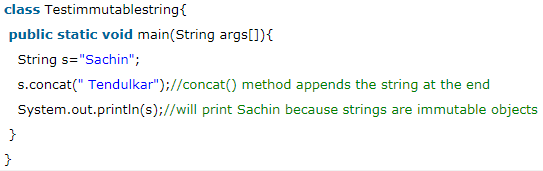 class Testimmutablestring{
public static void main(String args[]){
String s="Sachin";
s.concat(" Tendulkar");//concat() method appends the string at the end
System.out.println(s);//will print Sachin because strings are immutable objects
}
}